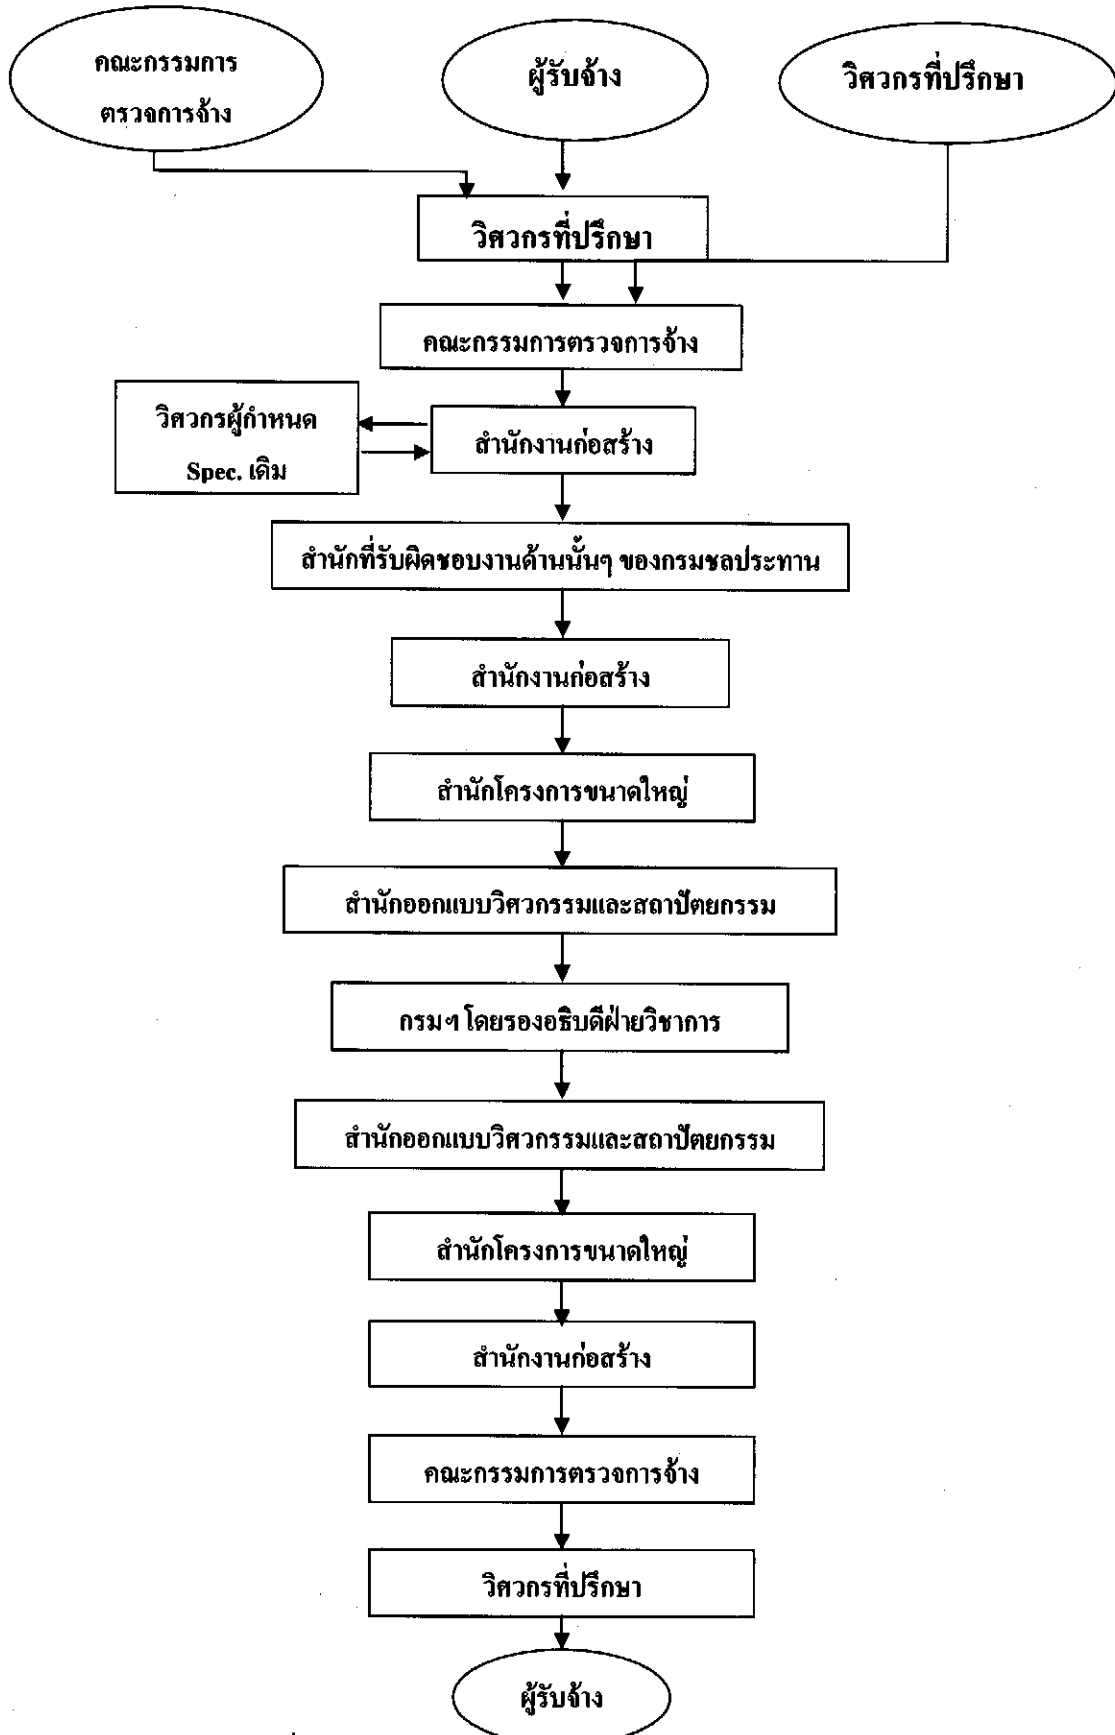 คณะกรรมการ
ตรวจการจ้าง
ผู้รับจ้าง
วิศวกรที่ปรึกษา
วิศวกรที่ปรึกษา
คณะกรรมการตรวจการจ้าง
วิศวกรผู้กำหนด
Spec. เดิม
สำนักงานก่อสร้าง
สำนักที่รับผิดชอบงานด้านนั้นๆ ของกรมชลประทาน
สำนักงานก่อสร้าง
สำนักโครงการขนาดใหญ่
สำนักออกแบบวิศวกรรมและสถาปัตยกรรม
กรมฯ โดยรองอธิบดีฝ่ายวิชาการ
สำนักออกแบบวิศวกรรมและสถาปัตยกรรม
สำนักโครงการขนาดใหญ่
สำนักงานก่อสร้าง
คณะกรรมการตรวจการจ้าง
วิศวกรที่ปรึกษา
ผู้รับจ้าง